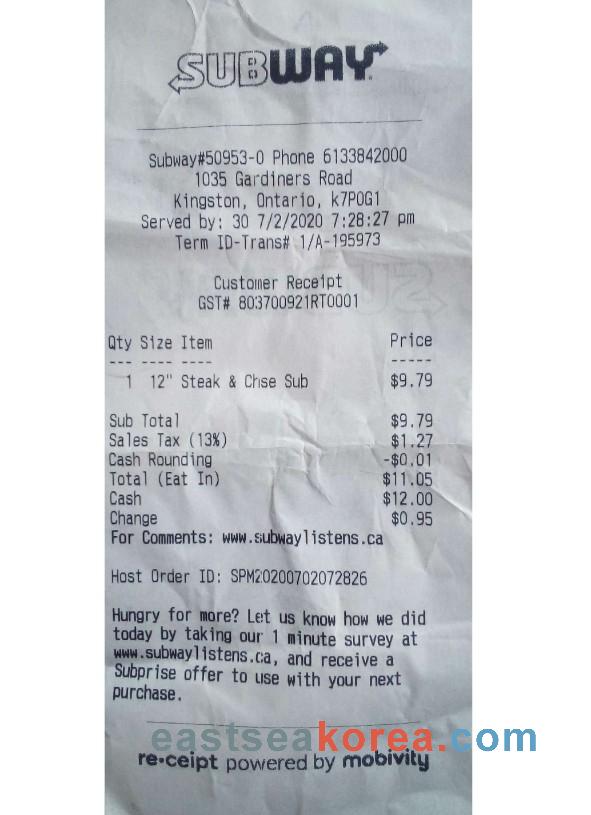 SUBWAY
Subway#50953-0 Phone 6133842000
1035 Gardiners Road
Kingston, Ontario, k7P0G1
Served by: 30 7/2/2020 7:28:27 pm
Term ID-Trans# 1/A-195973
Customer Receipt
GST# 803700921RT0001
Qty Size Item Price
--- ---- ---- -----
1 12" Steak & Chse Sub $9.79
Sub Total $9.79
Sales Tax (13%) $1.27
Cash Rounding -$0.01
Total (Eat In) $11.05
Cash $12.00
Change $0.95
For Comments: www.subwaylistens.ca
Host Order ID: SPM20200702072826
Hungry for more? Let us know how we did
today by taking our 1 minute survey at
www.subwaylistens.ca, and receive a
Subprise offer to use with your next
purchase.
eastseakorea.com
re•ceipt powered by mobivity